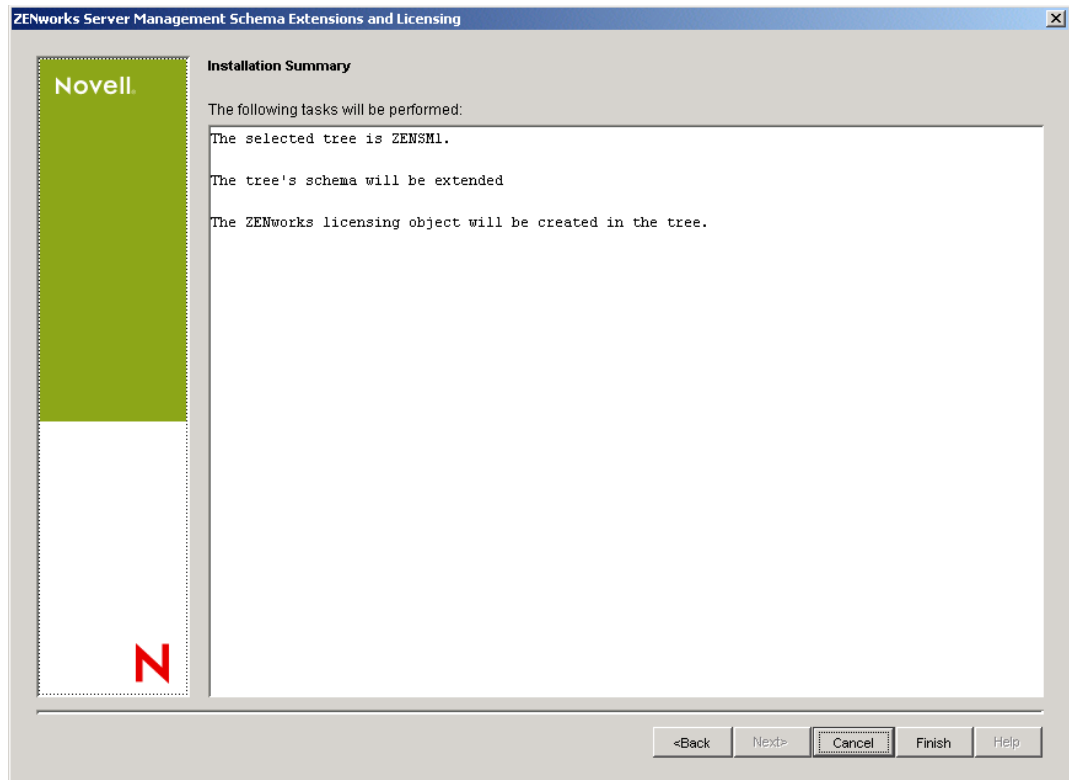 ZENworks Server Management Schema Extensions and Licensing
Novell.
Installation Summary
The following tasks will be performed:
The selected tree is ZENSM1.
The tree's schema will be extended
The ZENworks licensing object will be created in the tree.
N
<Back Next> Cancel Finish Help